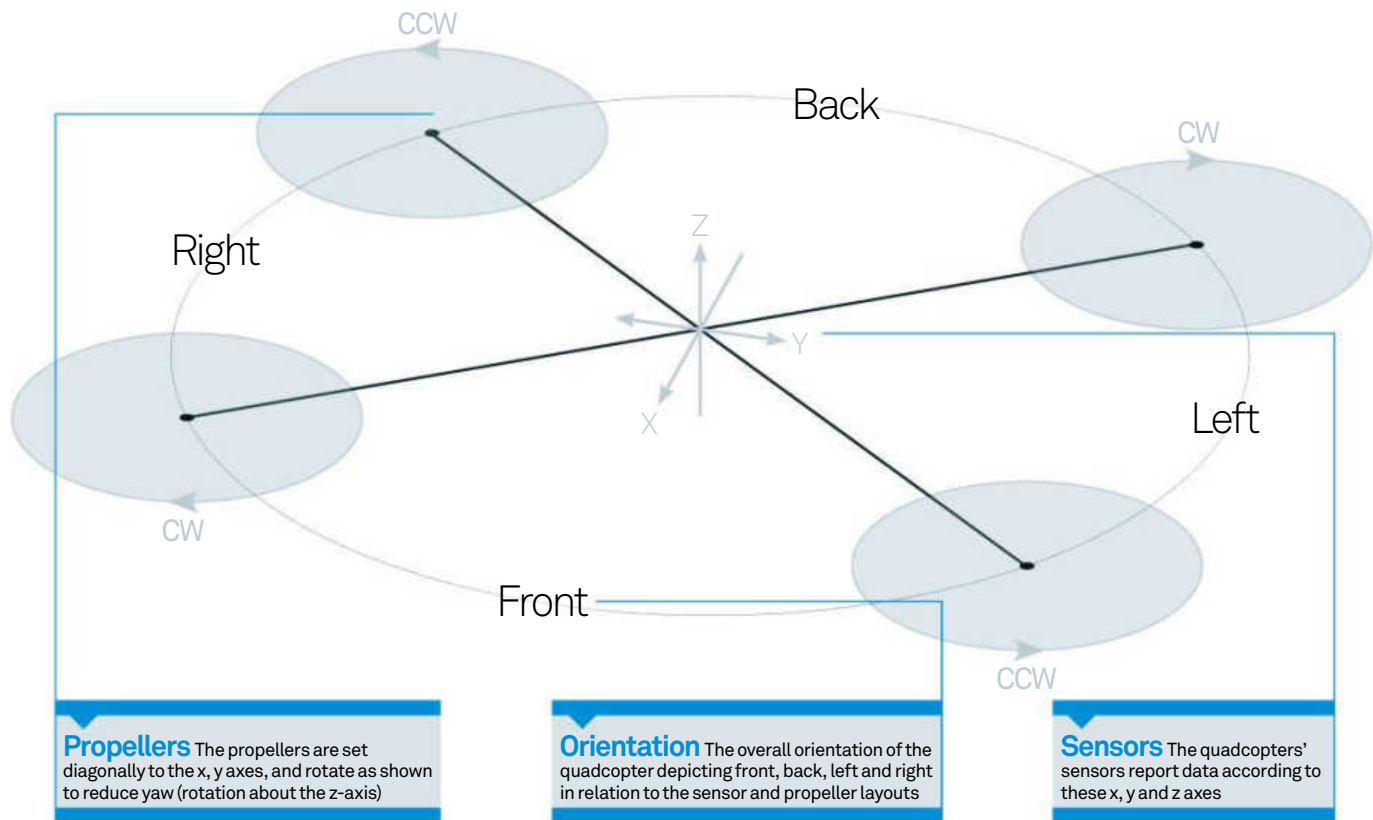 CCW
Back
CW
Right
Z
Y
X
Left
CW
Front
CCW
Propellers The propellers are set
diagonally to the x, y axes, and rotate as shown
to reduce yaw (rotation about the z-axis)
Orientation The overall orientation of the
quadcopter depicting front, back, left and right
in relation to the sensor and propeller layouts
Sensors The quadcopters’
sensors report data according to
these x, y and z axes